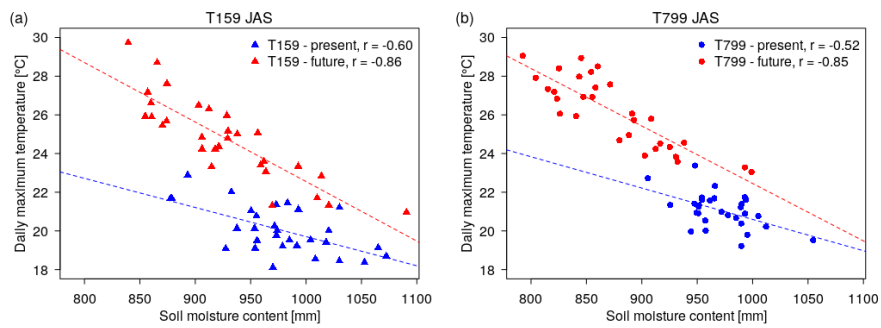 (a) T159 JAS
T159 - present, r = -0.60
T159 - future, r = -0.86
Daily maximum temperature [°C]
30
28
26
24
22
20
18
800 850 900 950 1000 1050 1100
Soil moisture content [mm]
(b) T799 JAS
T799 - present, r = -0.52
T799 - future, r = -0.85
Daily maximum temperature [°C]
30
28
26
24
22
20
18
800 850 900 950 1000 1050 1100
Soil moisture content [mm]